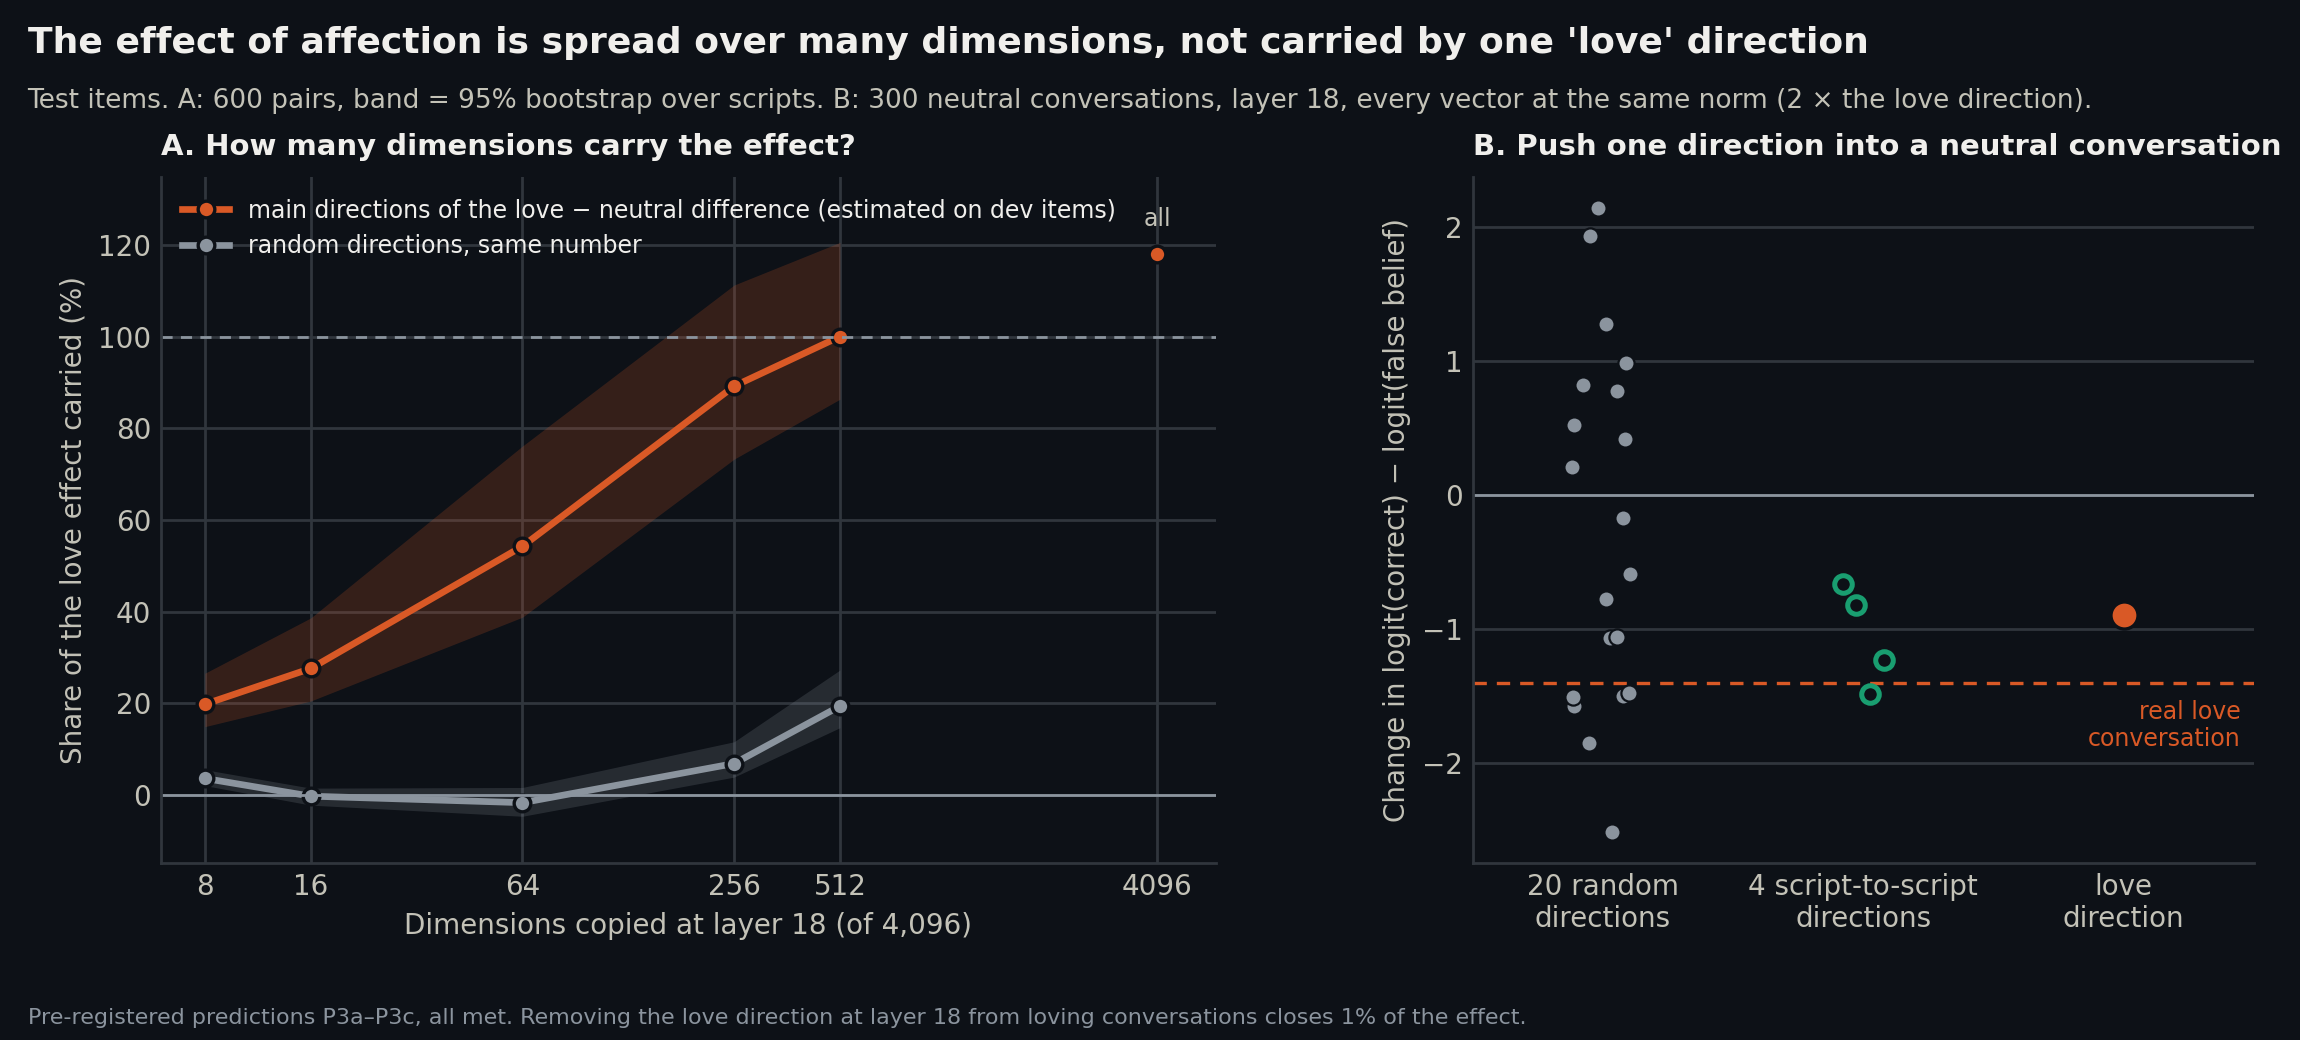 The effect of affection is spread over many dimensions, not carried by one 'love' direction
Test items. A: 600 pairs, band = 95% bootstrap over scripts. B: 300 neutral conversations, layer 18, every vector at the same norm (2 × the love direction).
A. How many dimensions carry the effect?
main directions of the love − neutral difference (estimated on dev items)
random directions, same number
all
Share of the love effect carried (%)
120
100
80
60
40
20
0
8 16 64 256 512 4096
Dimensions copied at layer 18 (of 4,096)
B. Push one direction into a neutral conversation
Change in logit(correct) − logit(false belief)
2
1
0
−1
−2
real love
conversation
20 random
directions
4 script-to-script
directions
love
direction
Pre-registered predictions P3a–P3c, all met. Removing the love direction at layer 18 from loving conversations closes 1% of the effect.